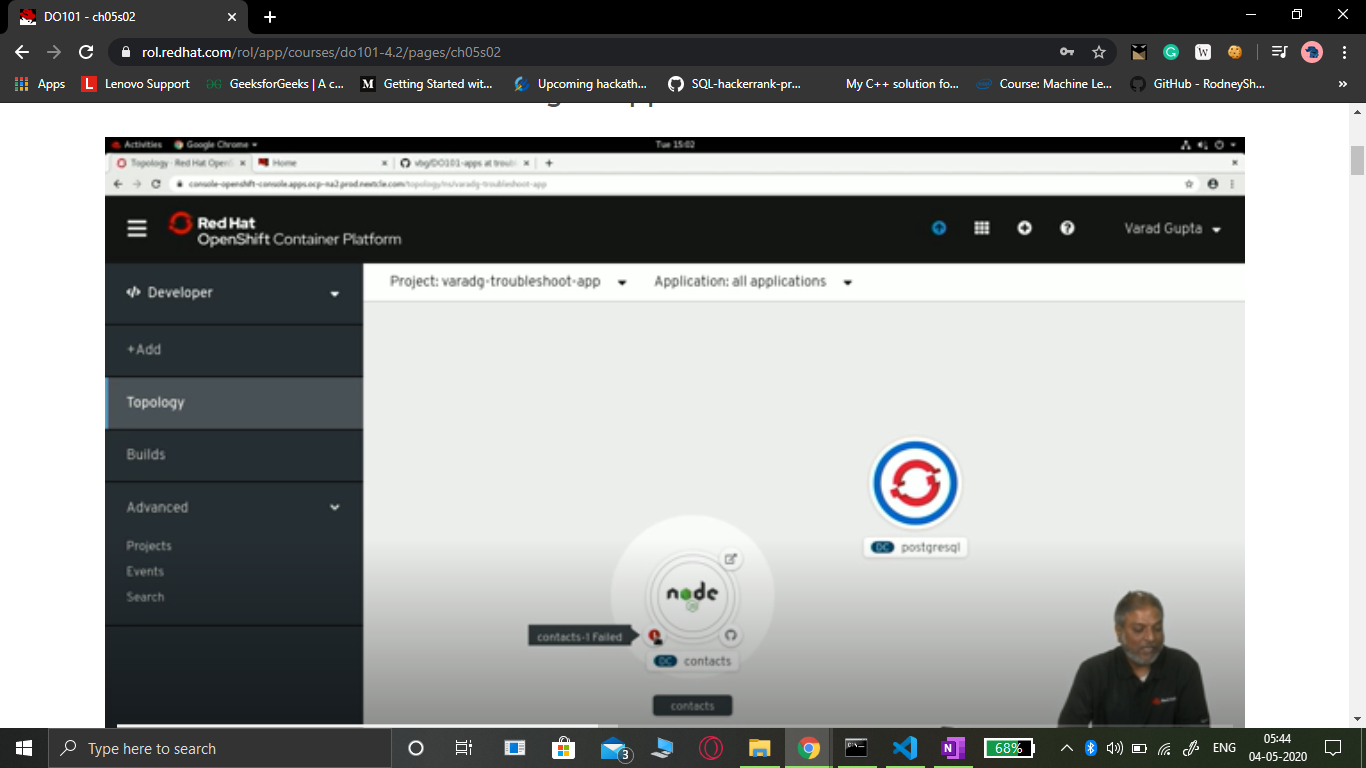 DO101 - ch05s02
rol.redhat.com/rol/app/courses/do101-4.2/pages/ch05s02
Apps
Lenovo Support
GeeksforGeeks | A c...
Getting Started wit...
Upcoming hackath...
SQL-hackerrank-pr...
My C++ solution fo...
Course: Machine Le...
GitHub - RodneySh...
Activities Google Chrome Tue 15:02
Topology · Red Hat Open Home vbg/DO101-apps at troubl
console-openshift-console.apps.ocp-na2.prod.nextcle.com/topology/ns/varadg-troubleshoot-app
Red Hat
OpenShift Container Platform
Varad Gupta
Developer
Project: varadg-troubleshoot-app Application: all applications
+Add
Topology
Builds
Advanced
Projects
Events
Search
DC postgresql
node
JS
contacts-1 Failed
DC contacts
contacts
Type here to search
3
68%
ENG
05:44
04-05-2020